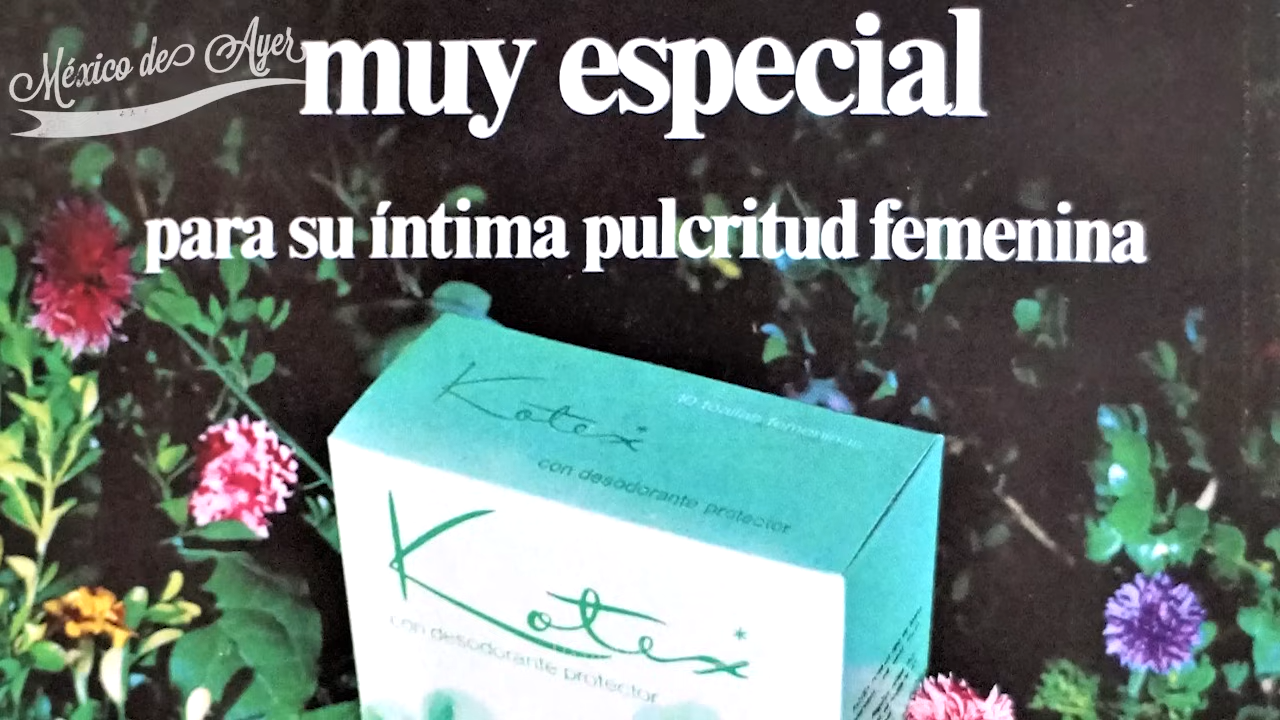 México de Ayer
muy especial
para su íntima pulcritud femenina
Kotex
10 toallas femeninas
con desodorante protector
Kotex*
con desodorante protector